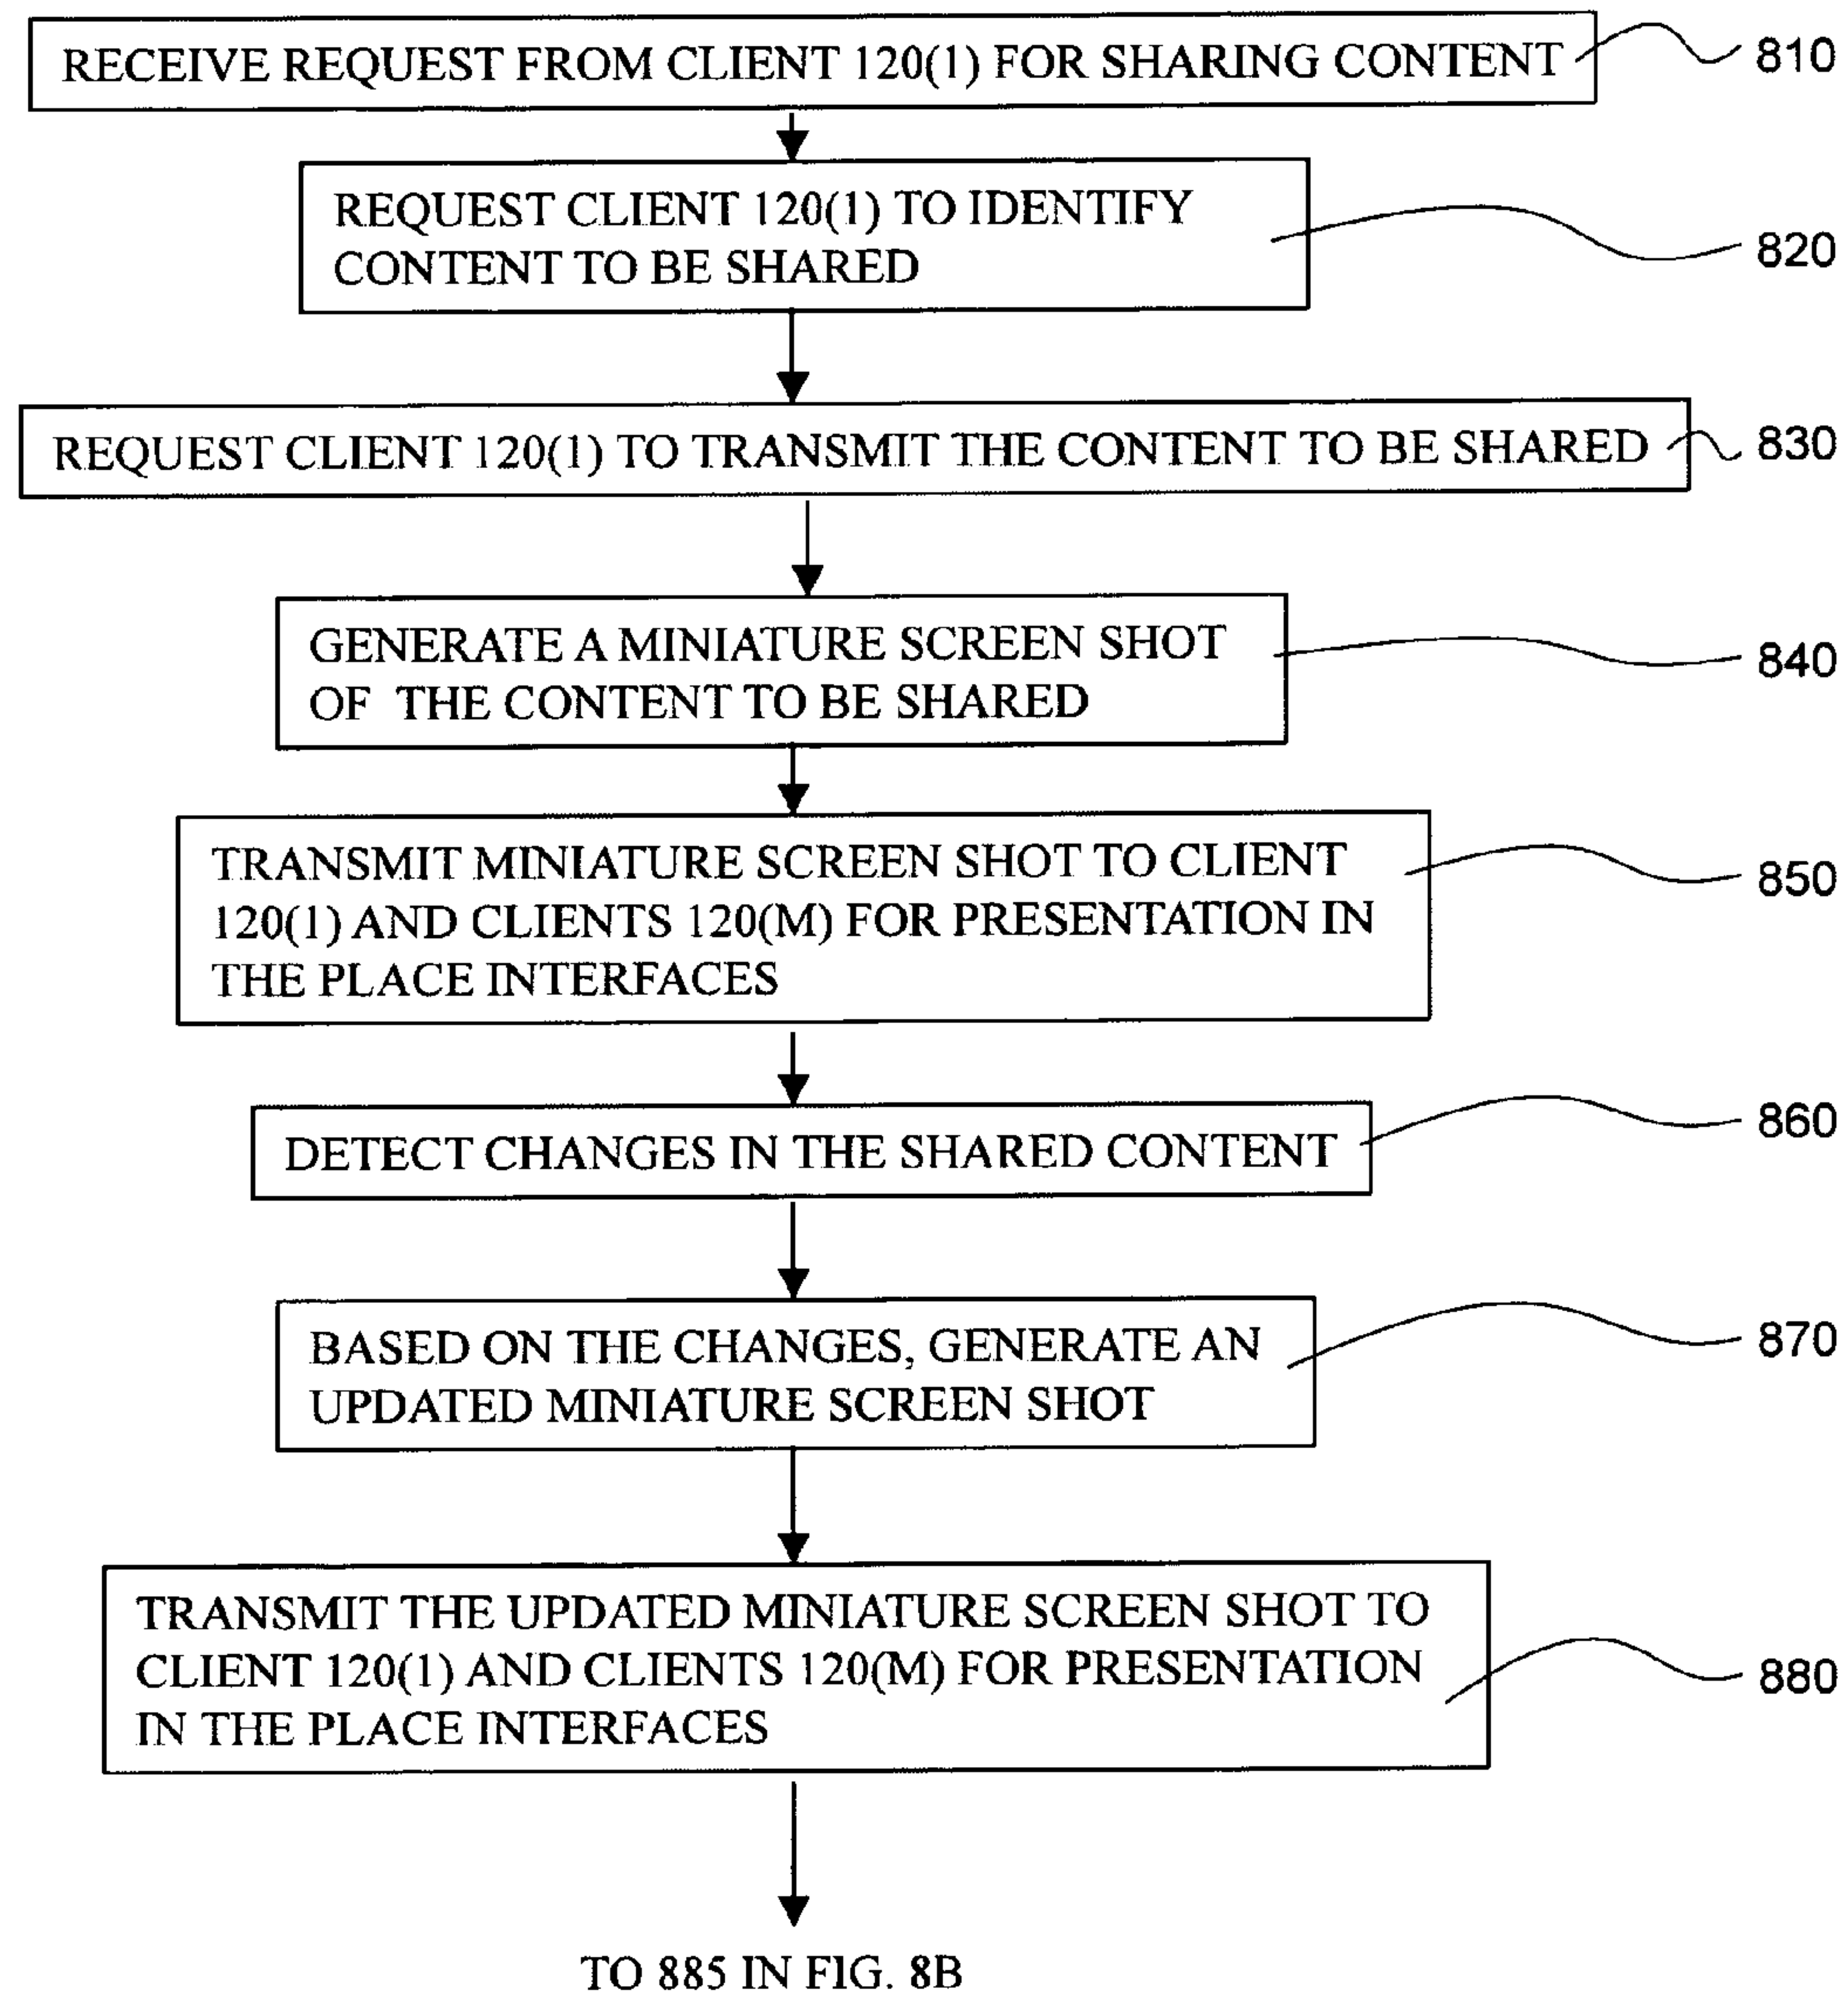 RECEIVE REQUEST FROM CLIENT 120(1) FOR SHARING CONTENT
810
REQUEST CLIENT 120(1) TO IDENTIFY
CONTENT TO BE SHARED
820
REQUEST CLIENT 120(1) TO TRANSMIT THE CONTENT TO BE SHARED
830
GENERATE A MINIATURE SCREEN SHOT
OF THE CONTENT TO BE SHARED
840
TRANSMIT MINIATURE SCREEN SHOT TO CLIENT
120(1) AND CLIENTS 120(M) FOR PRESENTATION IN
THE PLACE INTERFACES
850
DETECT CHANGES IN THE SHARED CONTENT
860
BASED ON THE CHANGES, GENERATE AN
UPDATED MINIATURE SCREEN SHOT
870
TRANSMIT THE UPDATED MINIATURE SCREEN SHOT TO
CLIENT 120(1) AND CLIENTS 120(M) FOR PRESENTATION
IN THE PLACE INTERFACES
880
TO 885 IN FIG. 8B